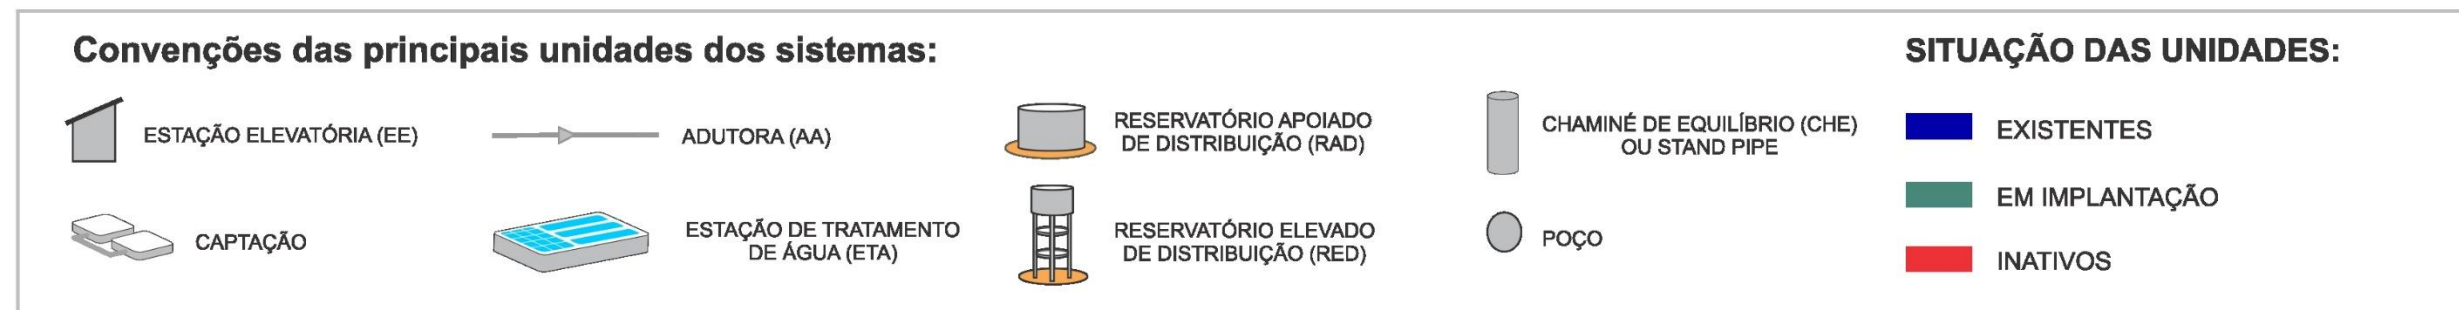 Convenções das principais unidades dos sistemas:
SITUAÇÃO DAS UNIDADES:
ESTAÇÃO ELEVATÓRIA (EE)
ADUTORA (AA)
RESERVATÓRIO APOIADO
DE DISTRIBUIÇÃO (RAD)
CHAMINÉ DE EQUILÍBRIO (CHE)
OU STAND PIPE
EXISTENTES
CAPTAÇÃO
ESTAÇÃO DE TRATAMENTO
DE ÁGUA (ETA)
RESERVATÓRIO ELEVADO
DE DISTRIBUIÇÃO (RED)
POÇO
EM IMPLANTAÇÃO
INATIVOS